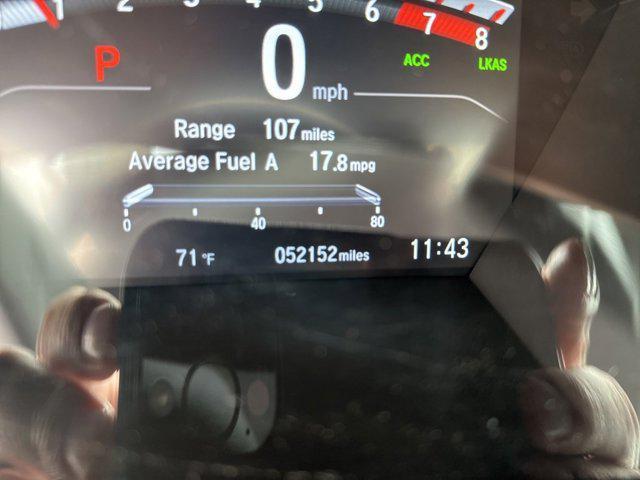 1 2 3 4 5 6 7 8
P
0 mph
ACC
LKAS
Range 107 miles
Average Fuel A 17.8 mpg
0 40 80
71 °F 052152 miles 11:43